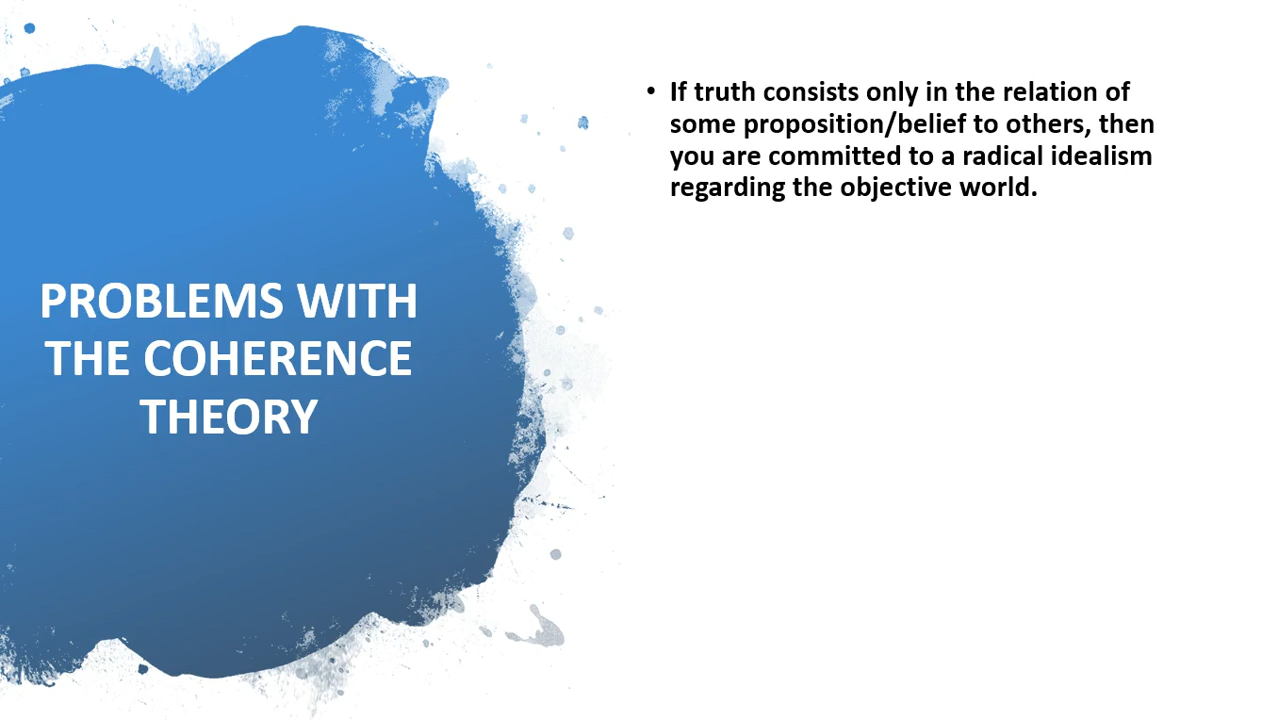 PROBLEMS WITH
THE COHERENCE
THEORY
• If truth consists only in the relation of
some proposition/belief to others, then
you are committed to a radical idealism
regarding the objective world.